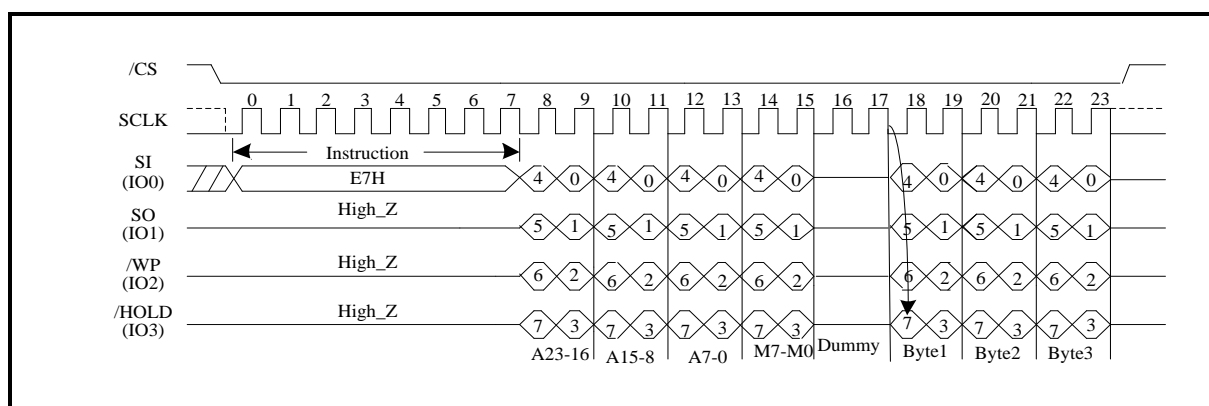 /CS
0 1 2 3 4 5 6 7 8 9 10 11 12 13 14 15 16 17 18 19 20 21 22 23
SCLK
Instruction
SI
(IO0)
E7H
4 0 4 0 4 0 4 0 4 0 4 0 4 0
SO
(IO1)
High_Z
5 1 5 1 5 1 5 1 5 1 5 1 5 1
/WP
(IO2)
High_Z
6 2 6 2 6 2 6 2 6 2 6 2 6 2
/HOLD
(IO3)
High_Z
7 3 7 3 7 3 7 3 7 3 7 3 7 3
A23-16 A15-8 A7-0 M7-M0 Dummy Byte1 Byte2 Byte3